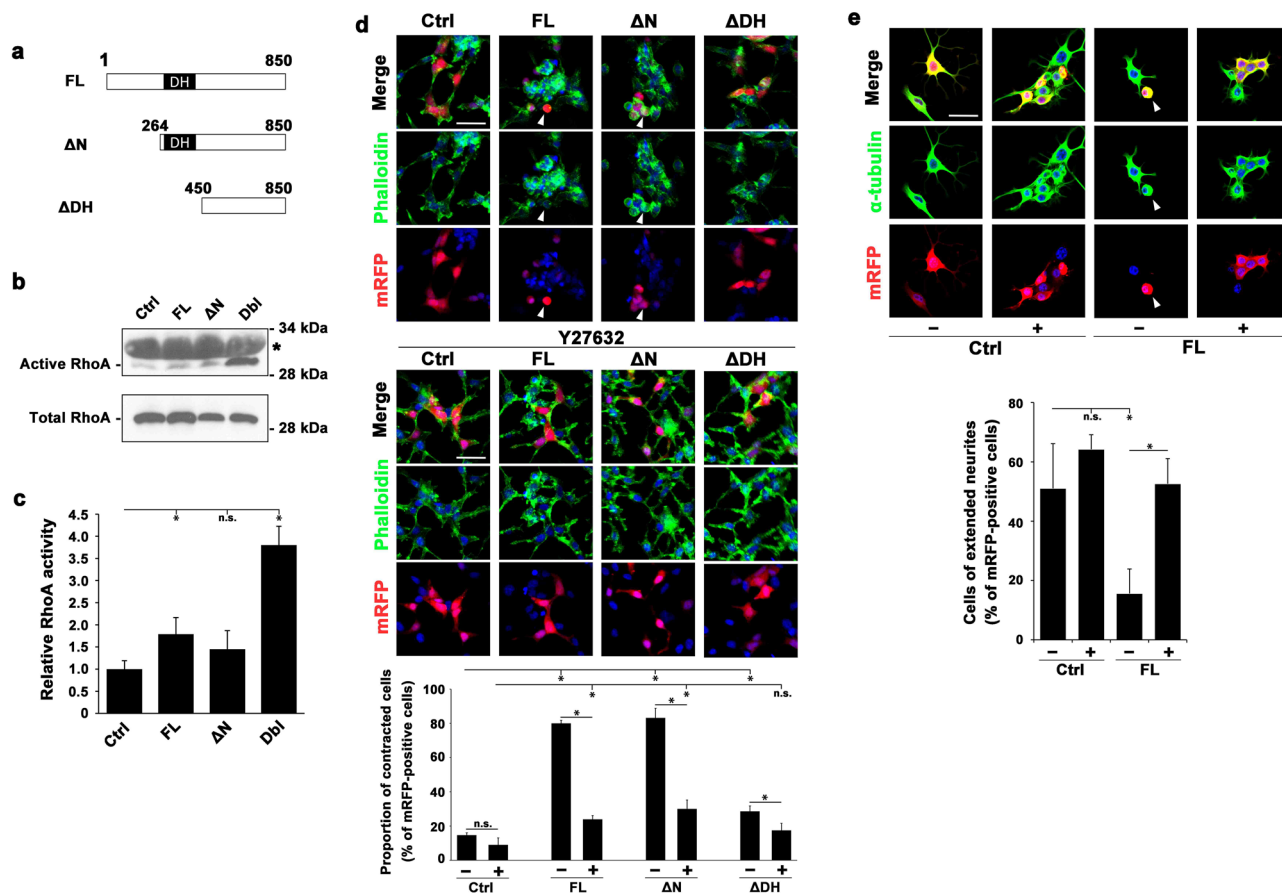 a
1 850
FL DH
264 850
ΔN DH
450 850
ΔDH
b
Ctrl FL ΔN Dbl
- 34 kDa
*
Active RhoA -
- 28 kDa
Total RhoA -
- 28 kDa
c
Relative RhoA activity
4.5
4.0
3.5
3.0
2.5
2.0
1.5
1.0
0.5
0
* n.s. *
Ctrl FL ΔN Dbl
d
Ctrl FL ΔN ΔDH
Merge
Phalloidin
mRFP
Y27632
Ctrl FL ΔN ΔDH
Merge
Phalloidin
mRFP
Proportion of contracted cells
(% of mRFP-positive cells)
100
80
60
40
20
0
* * *
* * n.s.
n.s. * * *
− + − + − + − +
Ctrl FL ΔN ΔDH
e
Merge
α-tubulin
mRFP
− + − +
Ctrl FL
Cells of extended neurites
(% of mRFP-positive cells)
80
60
40
20
0
n.s. *
*
− + − +
Ctrl FL